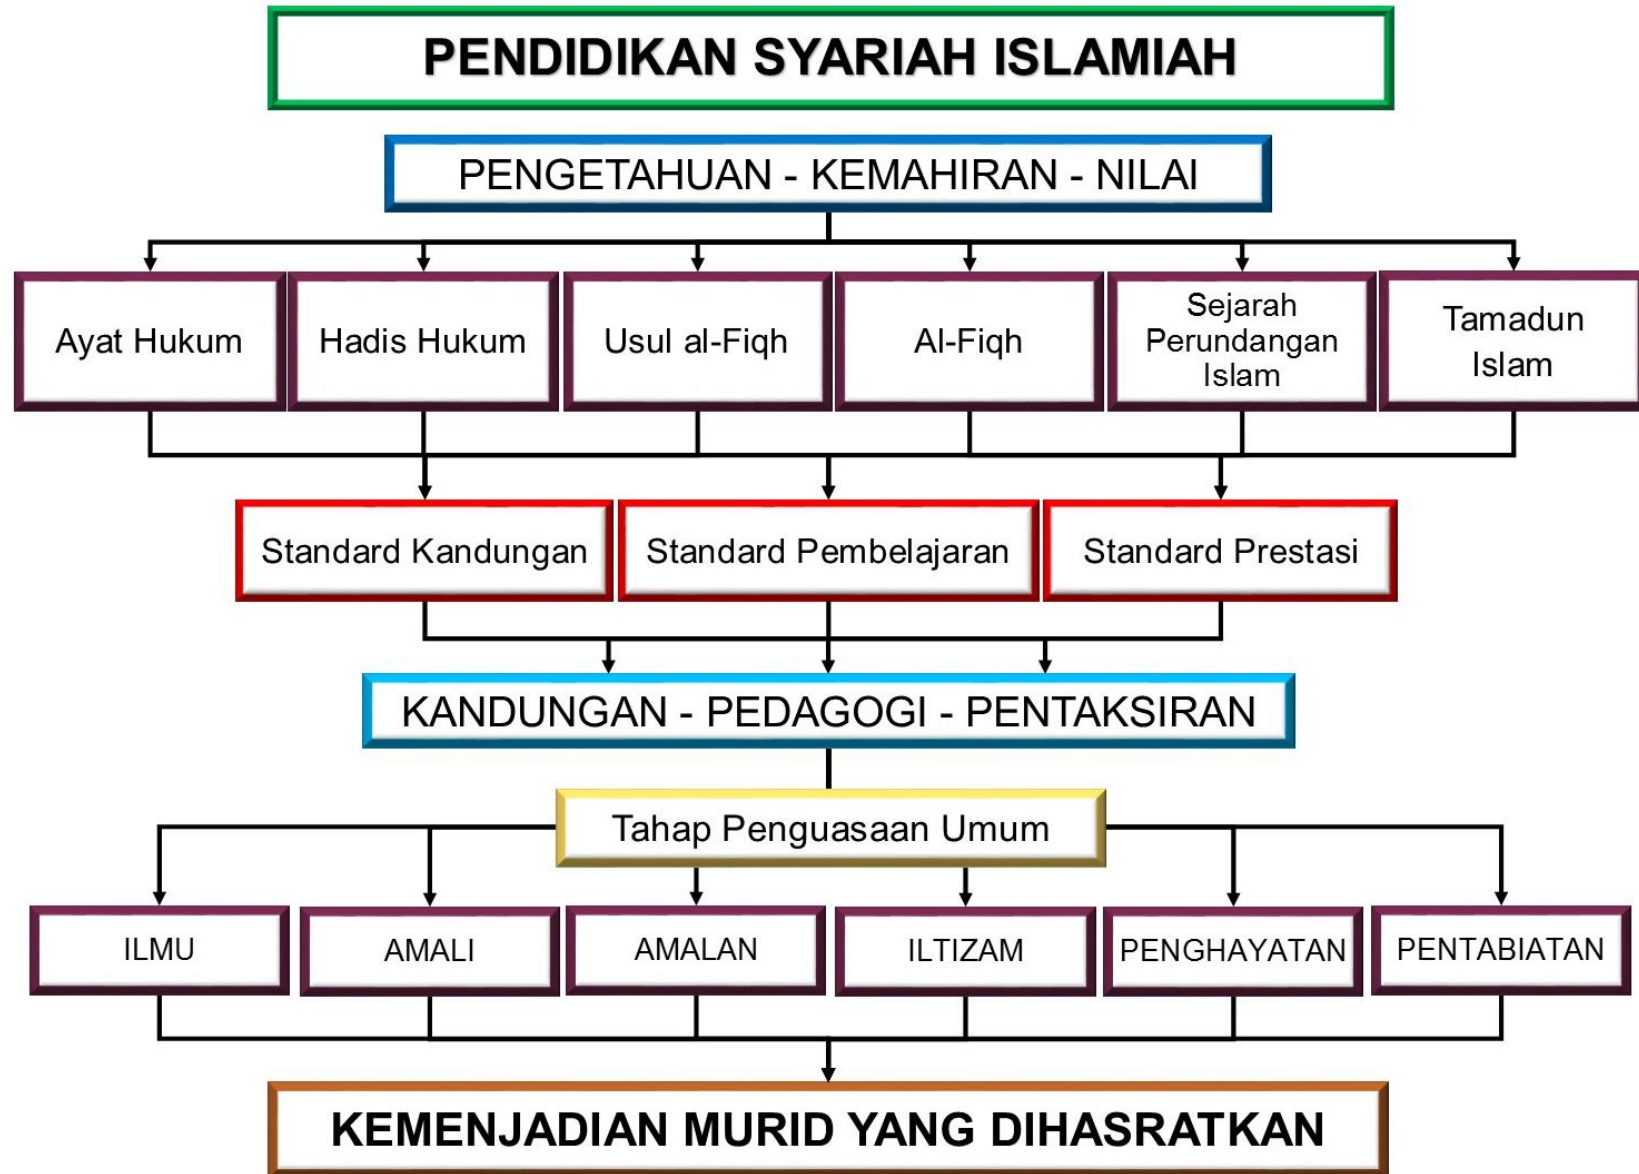 PENDIDIKAN SYARIAH ISLAMIAH
PENGETAHUAN - KEMAHIRAN - NILAI
Ayat Hukum
Hadis Hukum
Usul al-Fiqh
Al-Fiqh
Sejarah
Perundangan
Islam
Tamadun
Islam
Standard Kandungan
Standard Pembelajaran
Standard Prestasi
KANDUNGAN - PEDAGOGI - PENTAKSIRAN
Tahap Penguasaan Umum
ILMU
AMALI
AMALAN
ILTIZAM
PENGHAYATAN
PENTABIATAN
KEMENJADIAN MURID YANG DIHASRATKAN